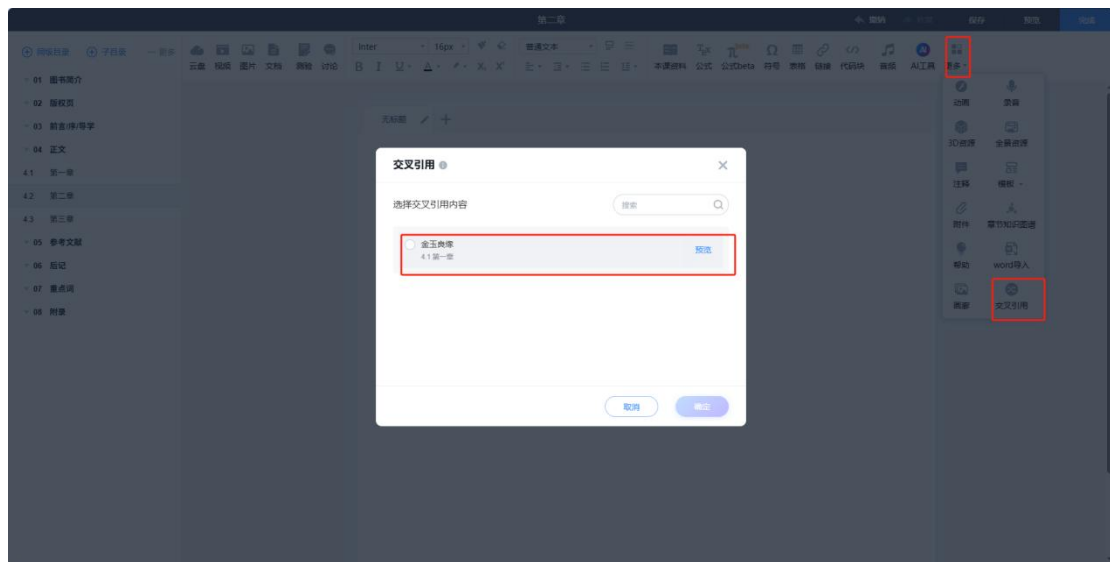 第二章
撤销
保存 预览
同级目录 子目录 更多
云盘 视频 图片 文档 测验 讨论
Inter 16px 普通文本
B I U A X X
本课资料 公式 公式beta 符号 表格 链接 代码块 音频 AI工具 更多
01 图书简介
02 版权页
03 前言/序/导学
04 正文
4.1 第一章
4.2 第二章
4.3 第三章
05 参考文献
06 后记
07 重点词
08 附录
无标题
动画 录音
3D资源 全景资源
注释 模板
附件 章节知识图谱
帮助 word导入
画廊 交叉引用
交叉引用
选择交叉引用内容 搜索
金玉良缘
4.1 第一章
预览
取消 确定